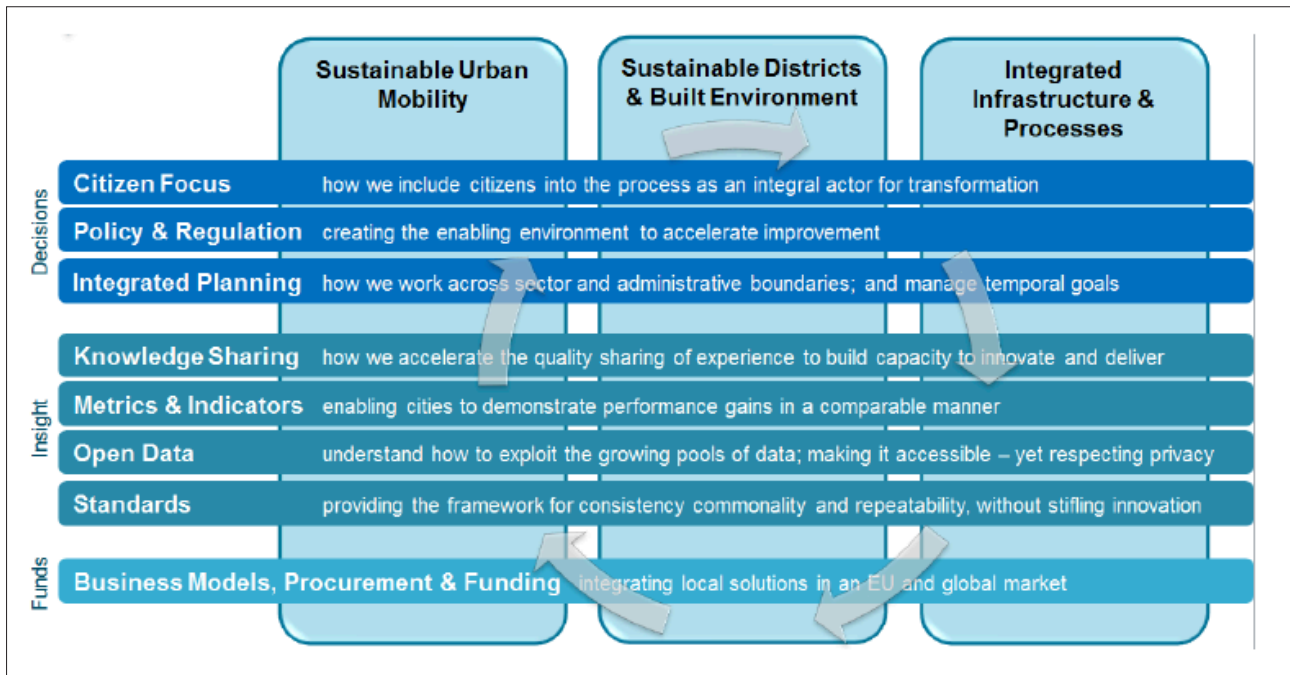 Sustainable Urban
Mobility
Sustainable Districts
& Built Environment
Integrated
Infrastructure &
Processes
Decisions
Citizen Focus how we include citizens into the process as an integral actor for transformation
Policy & Regulation creating the enabling environment to accelerate improvement
Integrated Planning how we work across sector and administrative boundaries; and manage temporal goals
Insight
Knowledge Sharing how we accelerate the quality sharing of experience to build capacity to innovate and deliver
Metrics & Indicators enabling cities to demonstrate performance gains in a comparable manner
Open Data understand how to exploit the growing pools of data; making it accessible – yet respecting privacy
Standards providing the framework for consistency commonality and repeatability, without stifling innovation
Funds
Business Models, Procurement & Funding integrating local solutions in an EU and global market